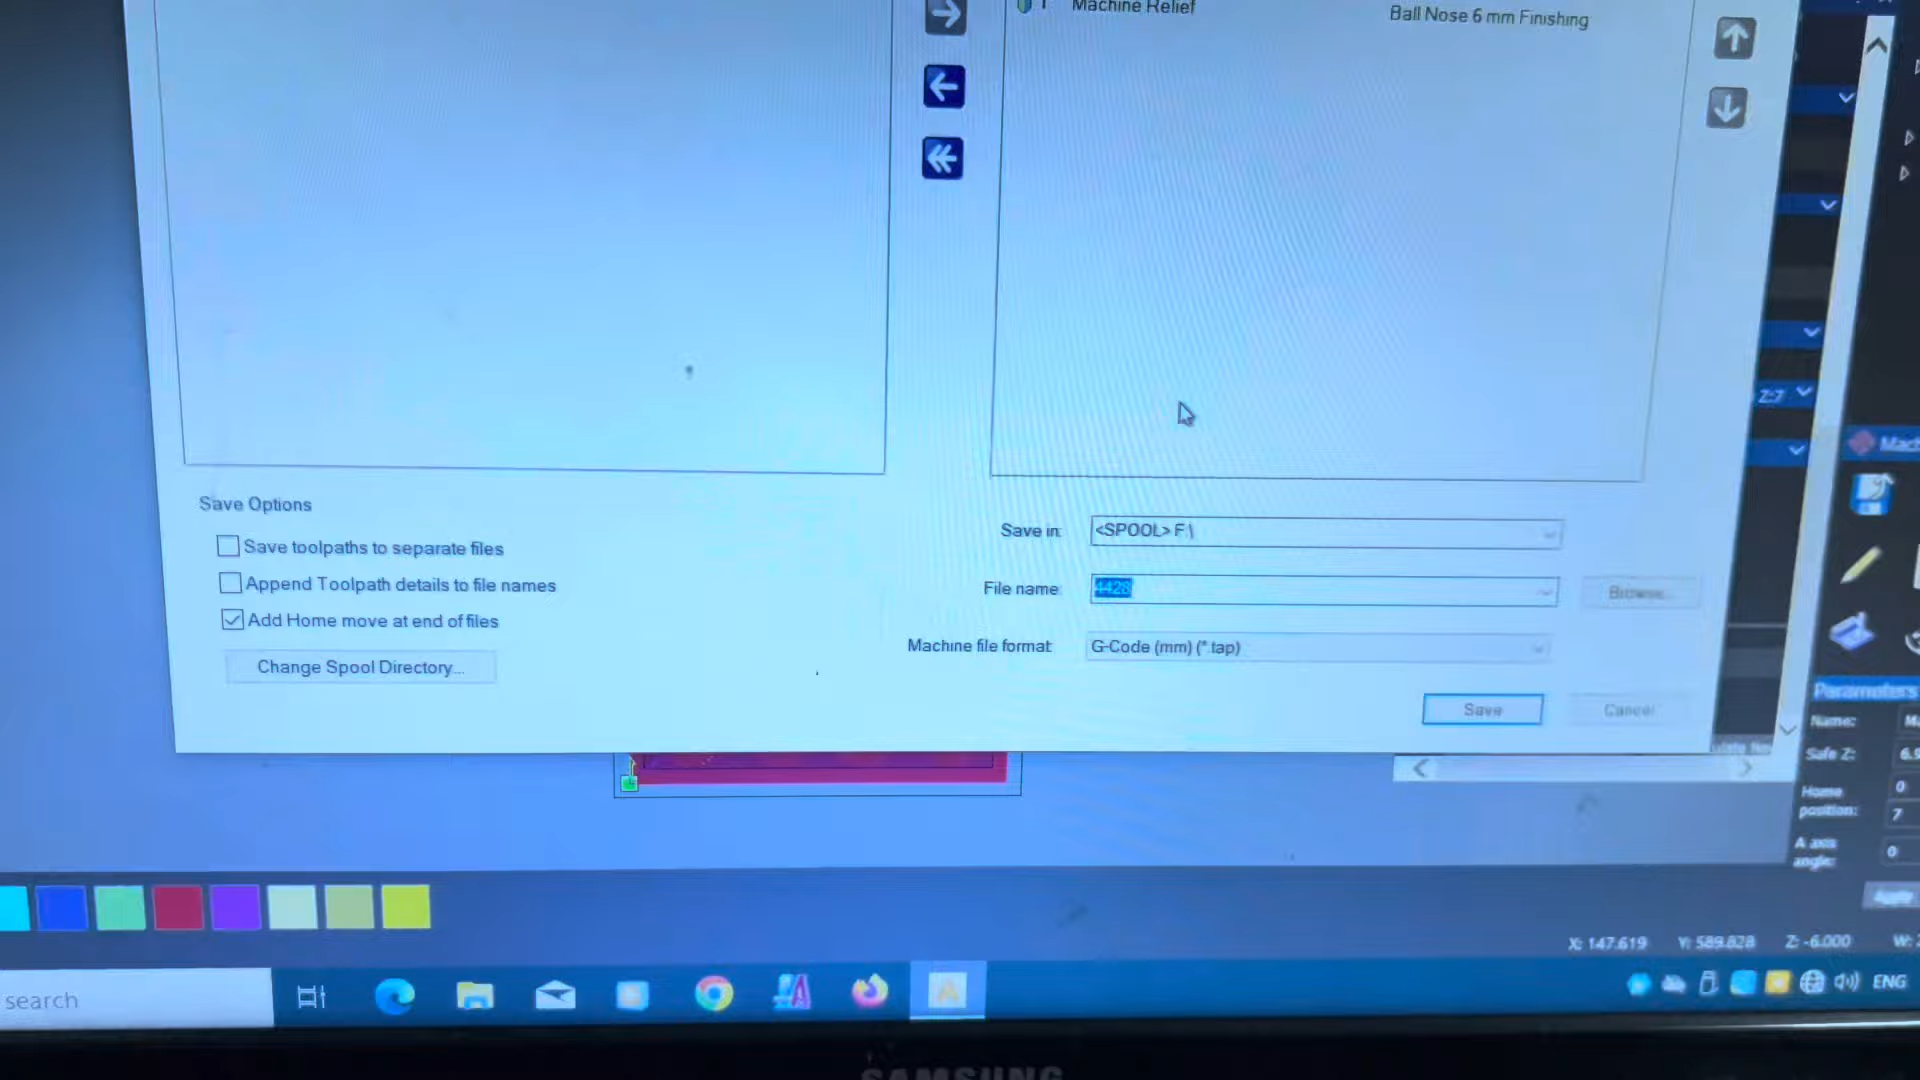 1 Machine Relief Ball Nose 6 mm Finishing
Z:7
Save Options
Save toolpaths to separate files
Append Toolpath details to file names
Add Home move at end of files
Change Spool Directory...
Save in:
<SPOOL> F:\
File name:
4428
Browse...
Machine file format:
G-Code (mm) (*.tap)
Save
Cancel
Parameters
Name:
Safe Z:
Home
position:
0
7
A axis
angle:
0
Apply
X: 147.619 Y: 589.828 Z: -6.000 W:
search
ENG
SAMSUNG